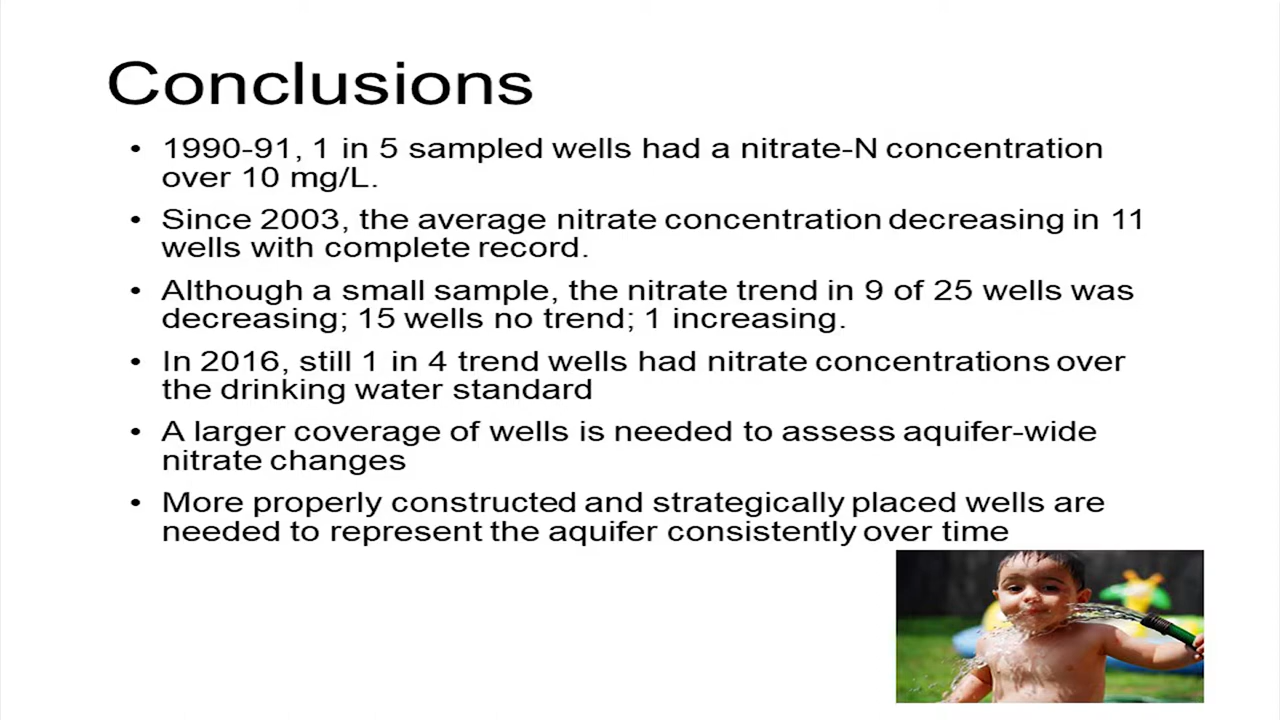 Conclusions
• 1990-91, 1 in 5 sampled wells had a nitrate-N concentration
over 10 mg/L.
• Since 2003, the average nitrate concentration decreasing in 11
wells with complete record.
• Although a small sample, the nitrate trend in 9 of 25 wells was
decreasing; 15 wells no trend; 1 increasing.
• In 2016, still 1 in 4 trend wells had nitrate concentrations over
the drinking water standard
• A larger coverage of wells is needed to assess aquifer-wide
nitrate changes
• More properly constructed and strategically placed wells are
needed to represent the aquifer consistently over time